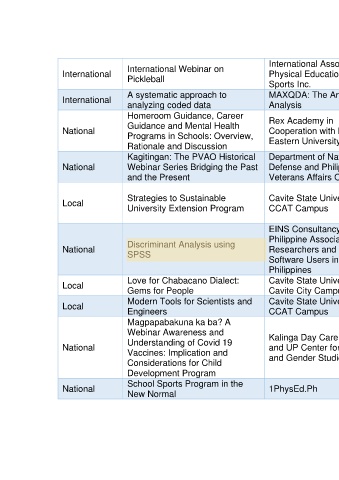 International
International Webinar on
Pickleball
International Asso
Physical Educatio
Sports Inc.
International
A systematic approach to
analyzing coded data
MAXQDA: The Ar
Analysis
National
Homeroom Guidance, Career
Guidance and Mental Health
Programs in Schools: Overview,
Rationale and Discussion
Rex Academy in
Cooperation with
Eastern University
National
Kagitingan: The PVAO Historical
Webinar Series Bridging the Past
and the Present
Department of Na
Defense and Phili
Veterans Affairs O
Local
Strategies to Sustainable
University Extension Program
Cavite State Unive
CCAT Campus
National
Discriminant Analysis using
SPSS
EINS Consultancy
Philippine Associa
Researchers and
Software Users in
Philippines
Local
Love for Chabacano Dialect:
Gems for People
Cavite State Unive
Cavite City Campu
Local
Modern Tools for Scientists and
Engineers
Cavite State Unive
CCAT Campus
National
Magpapabakuna ka ba? A
Webinar Awareness and
Understanding of Covid 19
Vaccines: Implication and
Considerations for Child
Development Program
Kalinga Day Care
and UP Center for
and Gender Studi
National
School Sports Program in the
New Normal
1PhysEd.Ph